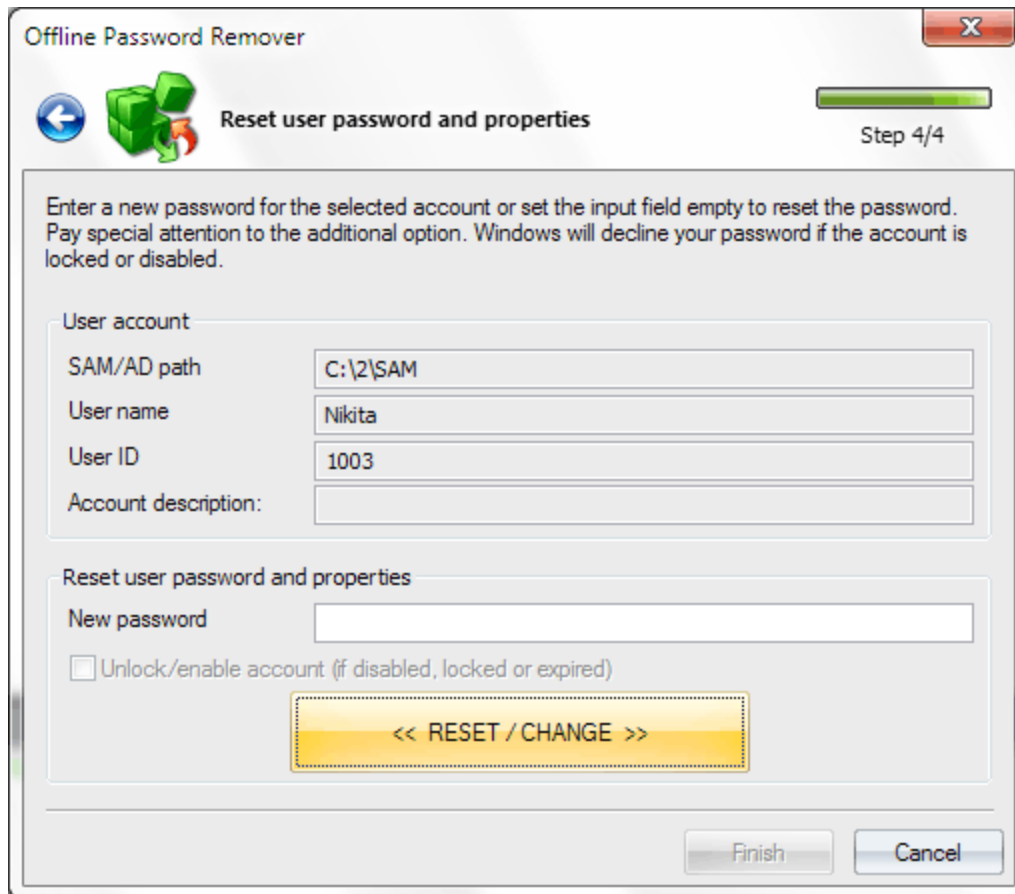 Offline Password Remover
Reset user password and properties
Step 4/4
Enter a new password for the selected account or set the input field empty to reset the password.
Pay special attention to the additional option. Windows will decline your password if the account is
locked or disabled.
User account
SAM/AD path
C:\2\SAM
User name
Nikita
User ID
1003
Account description:
Reset user password and properties
New password
Unlock/enable account (if disabled, locked or expired)
<< RESET / CHANGE >>
Finish
Cancel